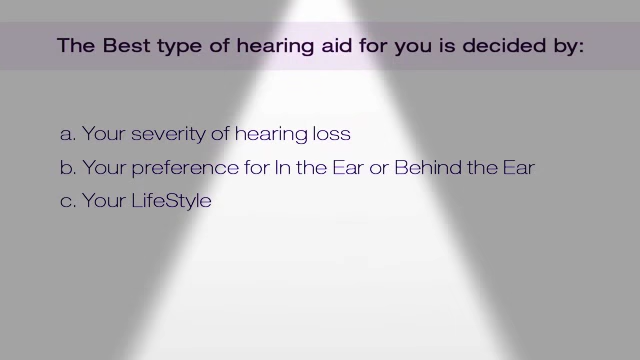 The Best type of hearing aid for you is decided by:
a. Your severity of hearing loss
b. Your preference for In the Ear or Behind the Ear
c. Your LifeStyle